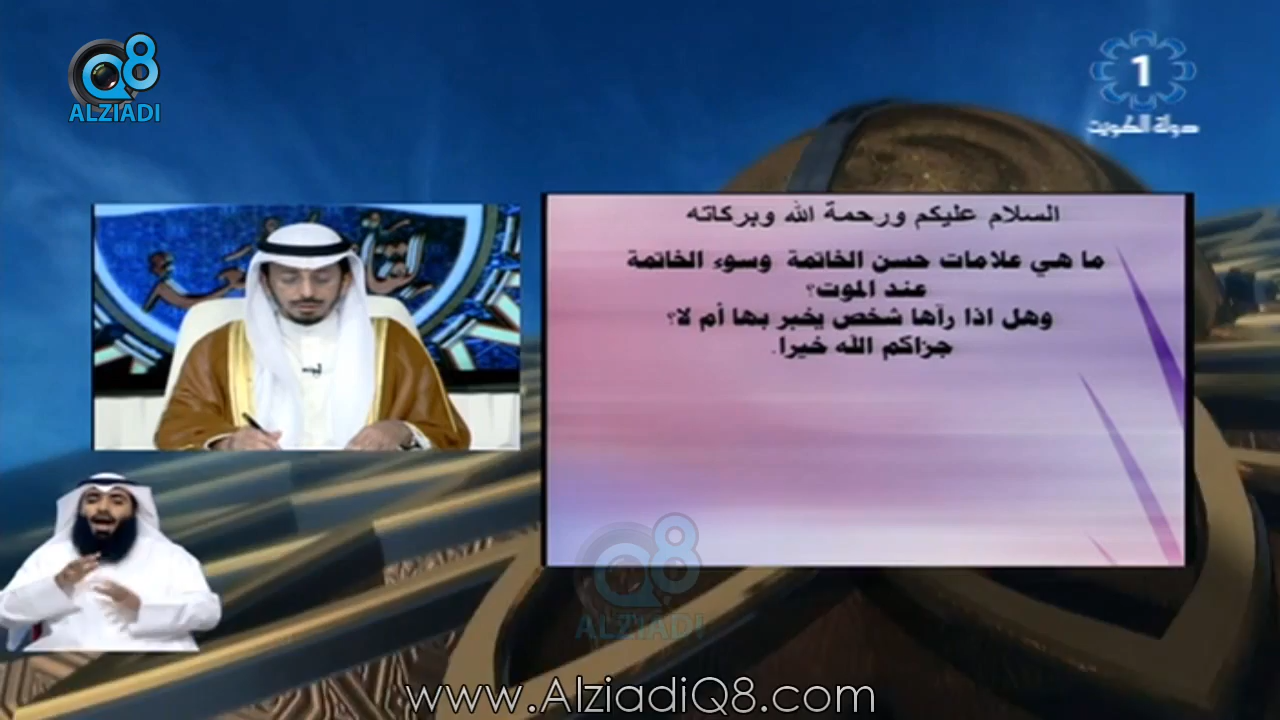 Q8
ALZIADI
1
دولة الكويت
السلام عليكم ورحمة الله وبركاته
ما هي علامات حسن الخاتمة وسوء الخاتمة
عند الموت؟
وهل اذا رآها شخص يخبر بها أم لا؟
جزاكم الله خيرا.
Q8
ALZIADI
www.AlziadiQ8.com